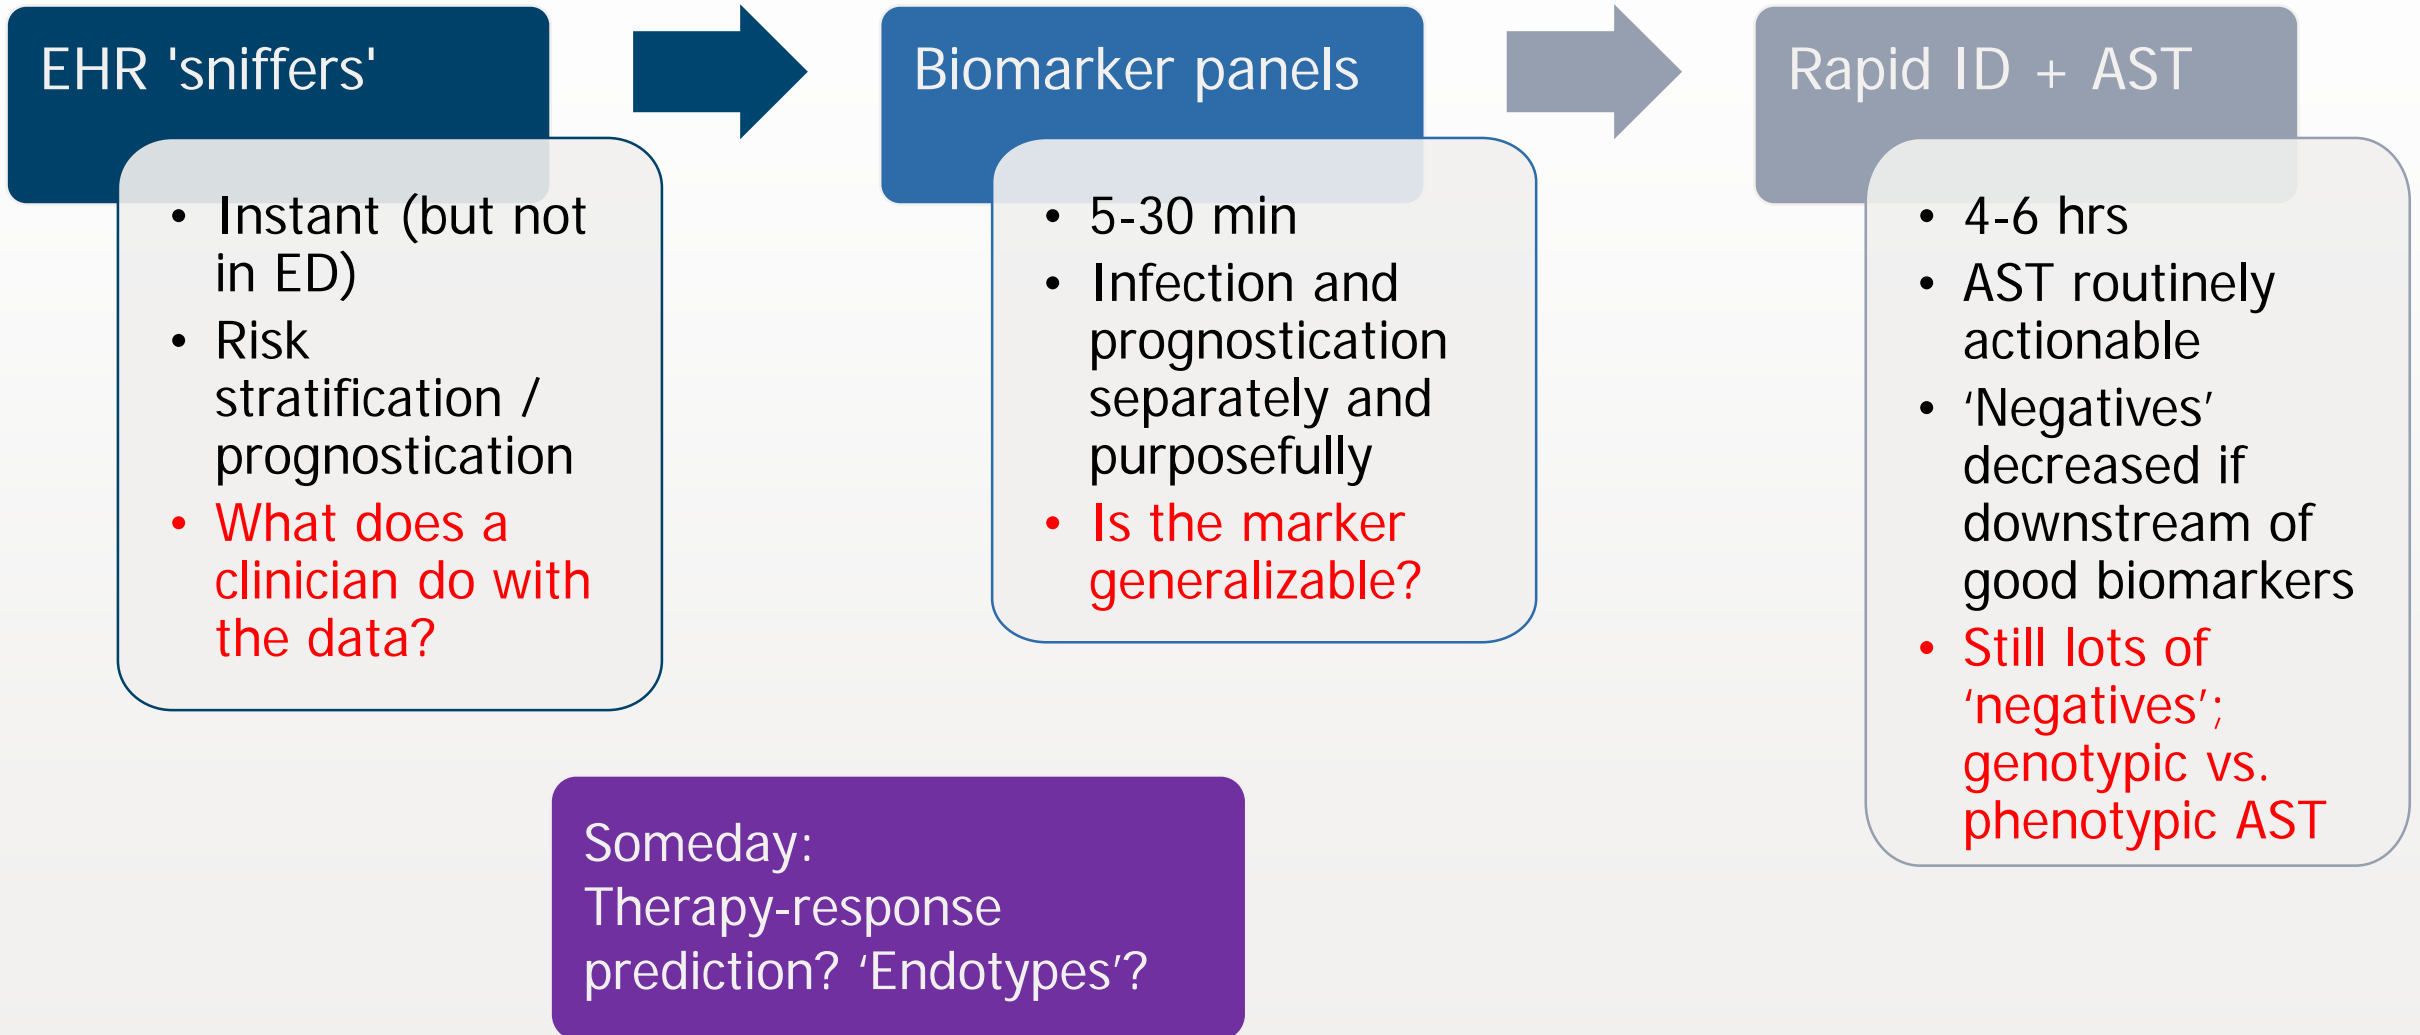 EHR 'sniffers'
• Instant (but not
in ED)
• Risk
stratification /
prognostication
• What does a
clinician do with
the data?
Biomarker panels
• 5-30 min
• Infection and
prognostication
separately and
purposefully
• Is the marker
generalizable?
Rapid ID + AST
• 4-6 hrs
• AST routinely
actionable
• ‘Negatives’
decreased if
downstream of
good biomarkers
• Still lots of
‘negatives’;
genotypic vs.
phenotypic AST
Someday:
Therapy-response
prediction? ‘Endotypes’?